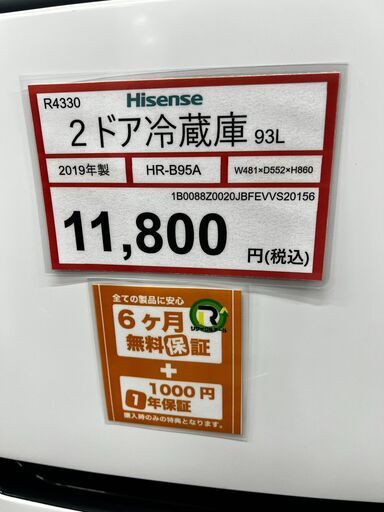 R4330 Hisense
2ドア冷蔵庫 93L
2019年製 HR-B95A W481×D552×H860
1B0088Z0020JBFEVVS20156
11,800 円(税込)
全ての製品に安心
6ヶ月
無料保証
+
1000円
1年保証
購入時のみの特典となります。